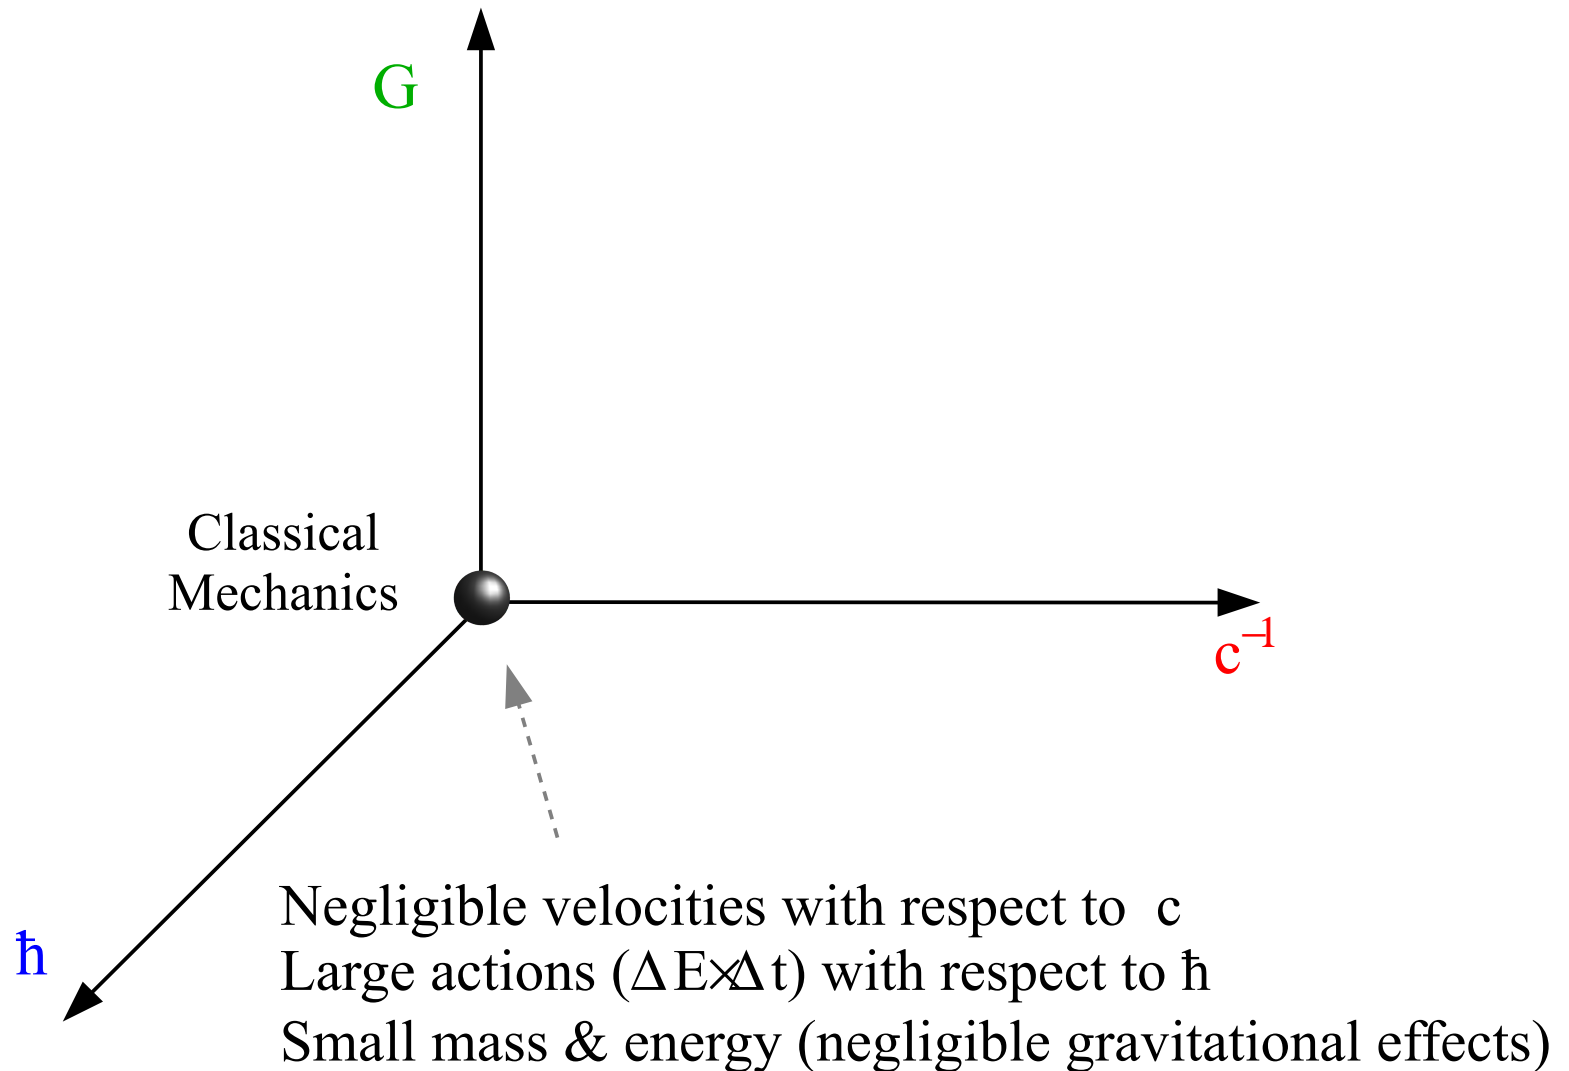 G
Classical
Mechanics
c⁻¹
ħ
Negligible velocities with respect to c
Large actions (ΔE×Δt) with respect to ħ
Small mass & energy (negligible gravitational effects)